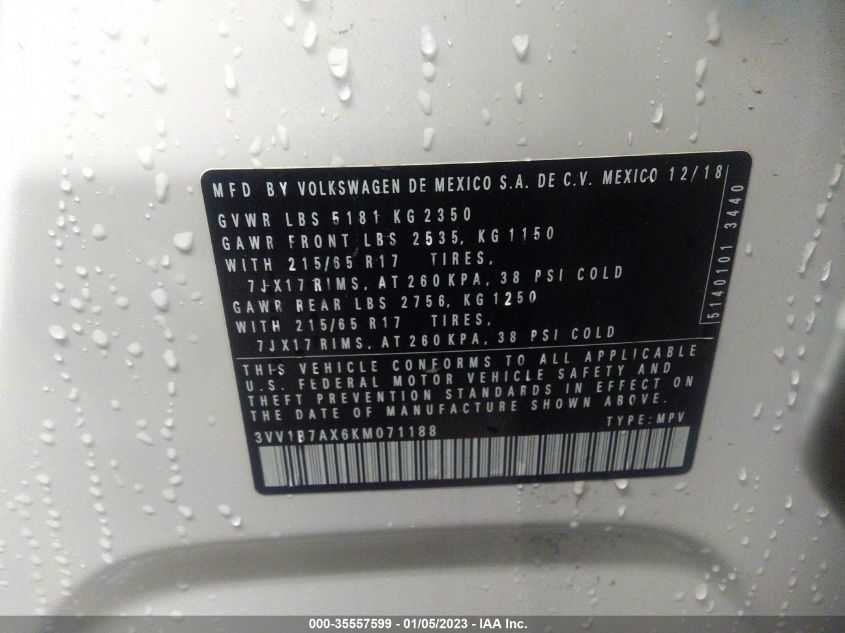 MFD BY VOLKSWAGEN DE MEXICO S.A. DE C.V. MEXICO 12/18
GVWR LBS 5181 KG 2350
GAWR FRONT LBS 2535, KG 1150
WITH 215/65 R17 TIRES,
7JX17 RIMS, AT 260 KPA, 38 PSI COLD
GAWR REAR LBS 2756, KG 1250
WITH 215/65 R17 TIRES,
7JX17 RIMS, AT 260 KPA, 38 PSI COLD
5140101 3440
THIS VEHICLE CONFORMS TO ALL APPLICABLE
U.S. FEDERAL MOTOR VEHICLE SAFETY AND
THEFT PREVENTION STANDARDS IN EFFECT ON
THE DATE OF MANUFACTURE SHOWN ABOVE.
3VV1B7AX6KM071188 TYPE: MPV
000-35557599 - 01/05/2023 - IAA Inc.